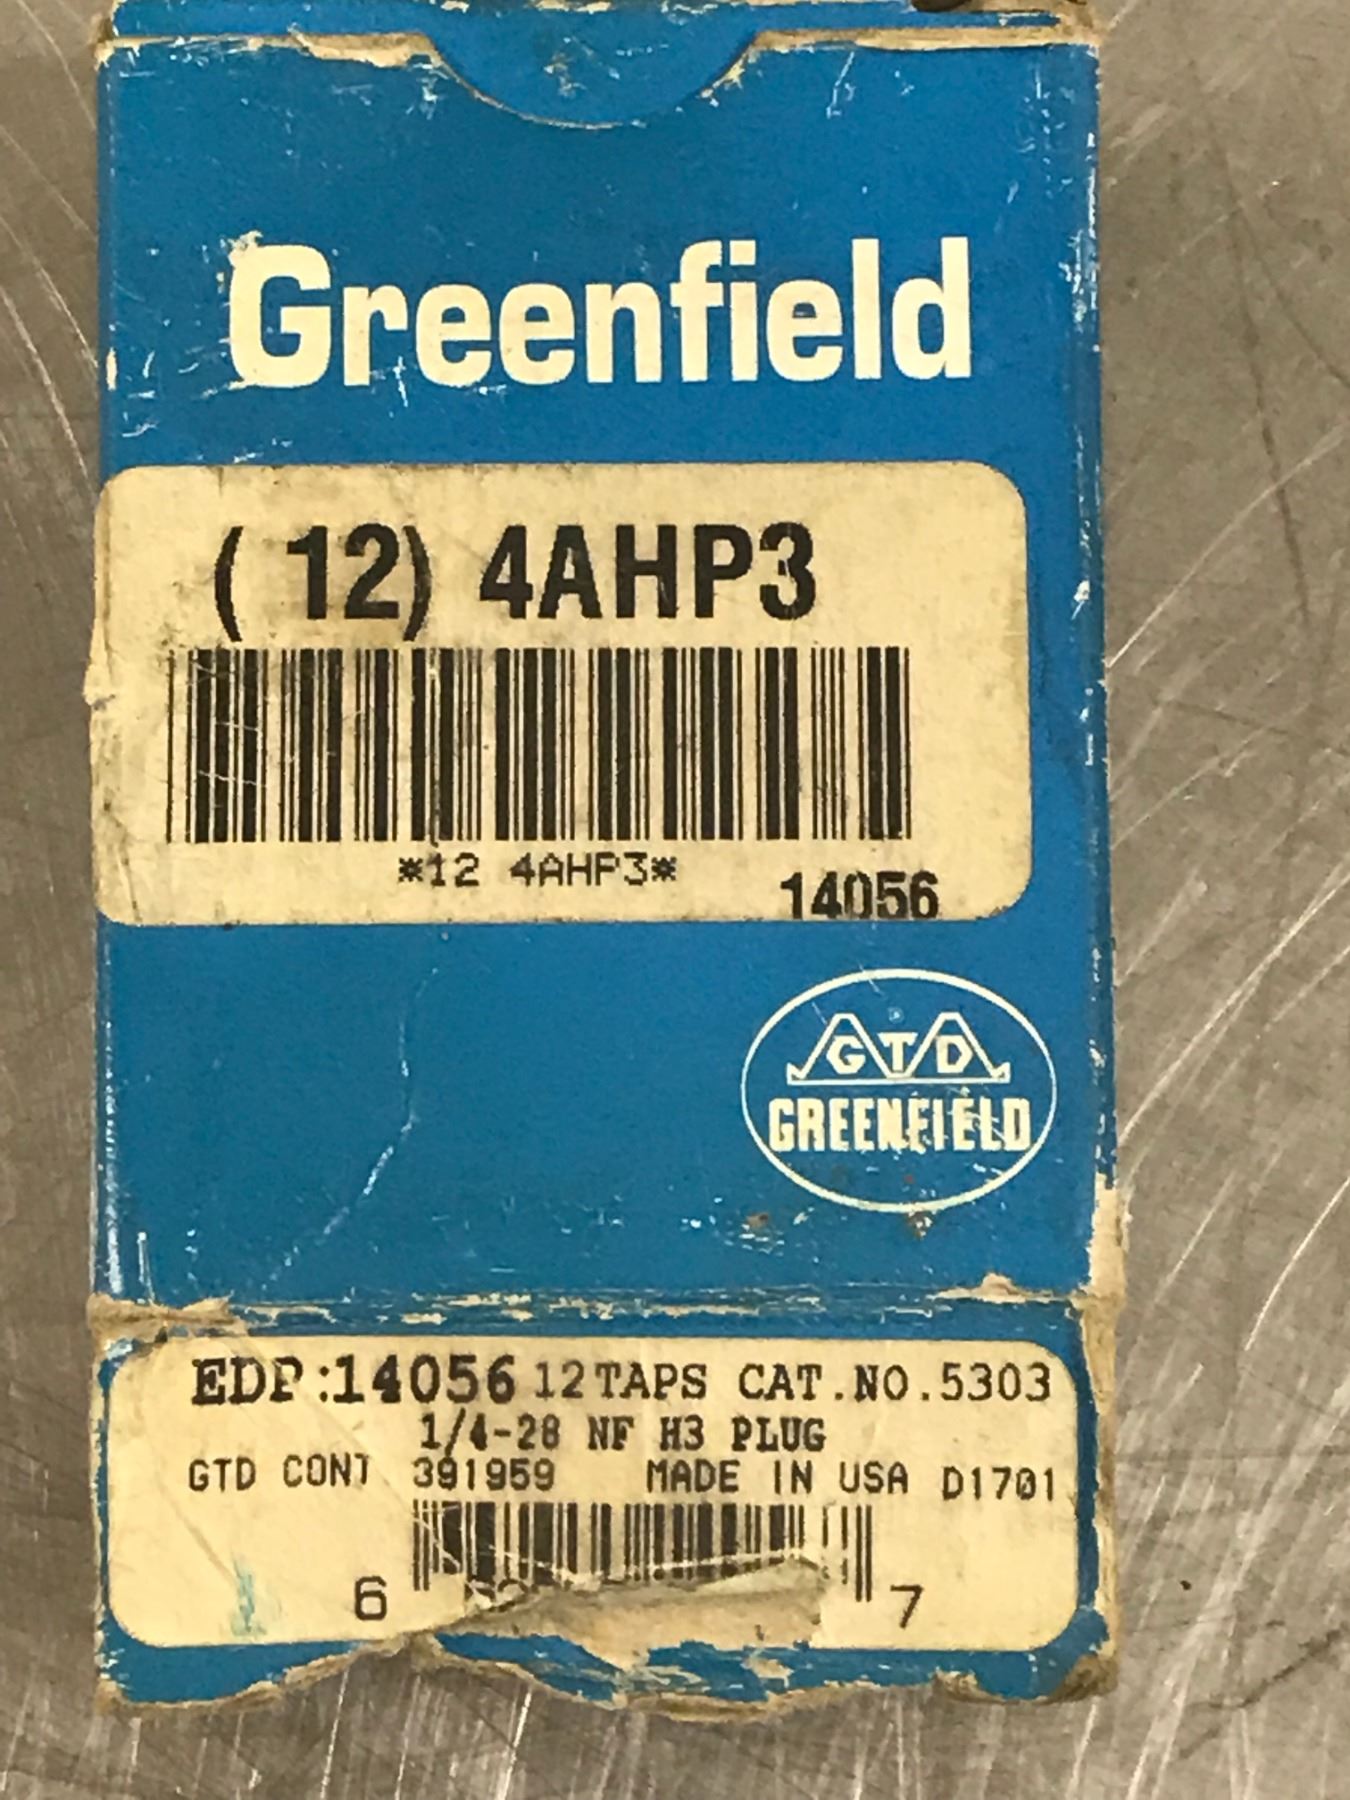 Greenfield
( 12) 4AHP3
*12 4AHP3*
14056
GTD
GREENFIELD
EDP:14056 12 TAPS CAT.NO.5303
1/4-28 NF H3 PLUG
GTD CONT 391959 MADE IN USA D1701
6 7